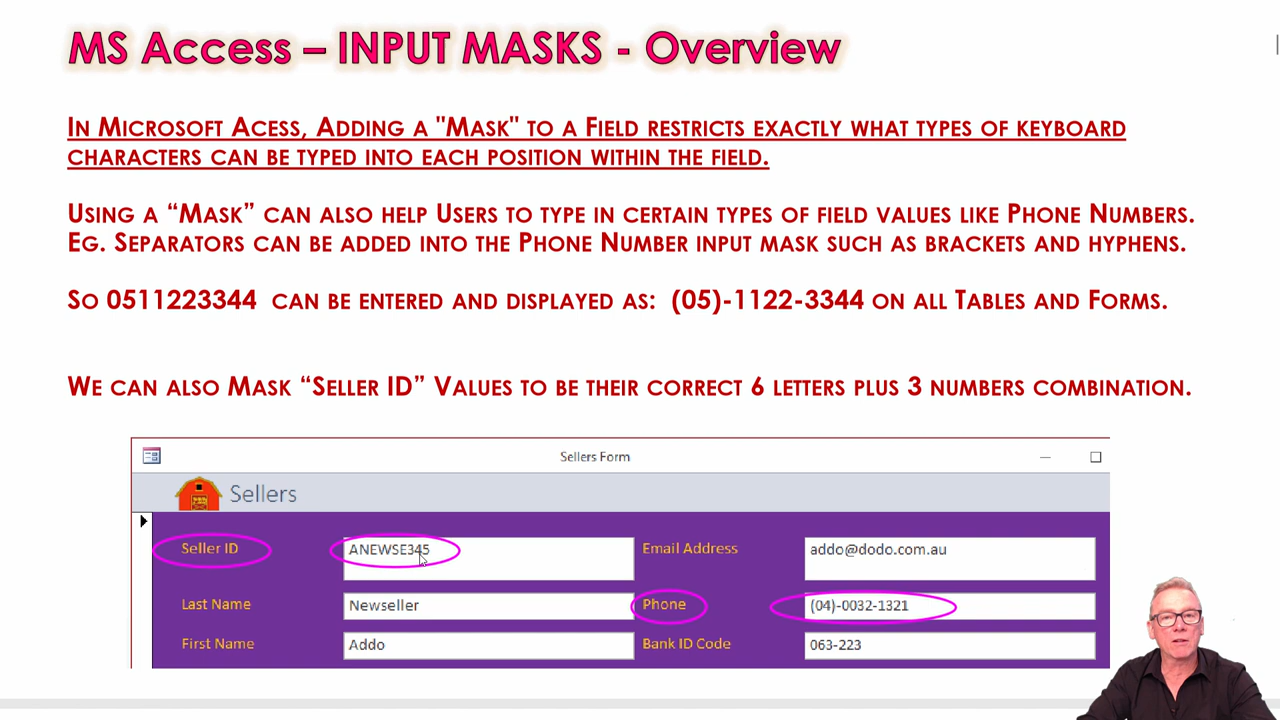 MS Access – INPUT MASKS - Overview
In Microsoft Acess, Adding a "Mask" to a Field restricts exactly what types of keyboard
characters can be typed into each position within the field.
Using a “Mask” can also help Users to type in certain types of field values like Phone Numbers.
Eg. Separators can be added into the Phone Number input mask such as brackets and hyphens.
So 0511223344 can be entered and displayed as: (05)-1122-3344 on all Tables and Forms.
We can also Mask “Seller ID” Values to be their correct 6 letters plus 3 numbers combination.
Sellers Form
Sellers
Seller ID ANEWSE345 Email Address addo@dodo.com.au
Last Name Newseller Phone (04)-0032-1321
First Name Addo Bank ID Code 063-223